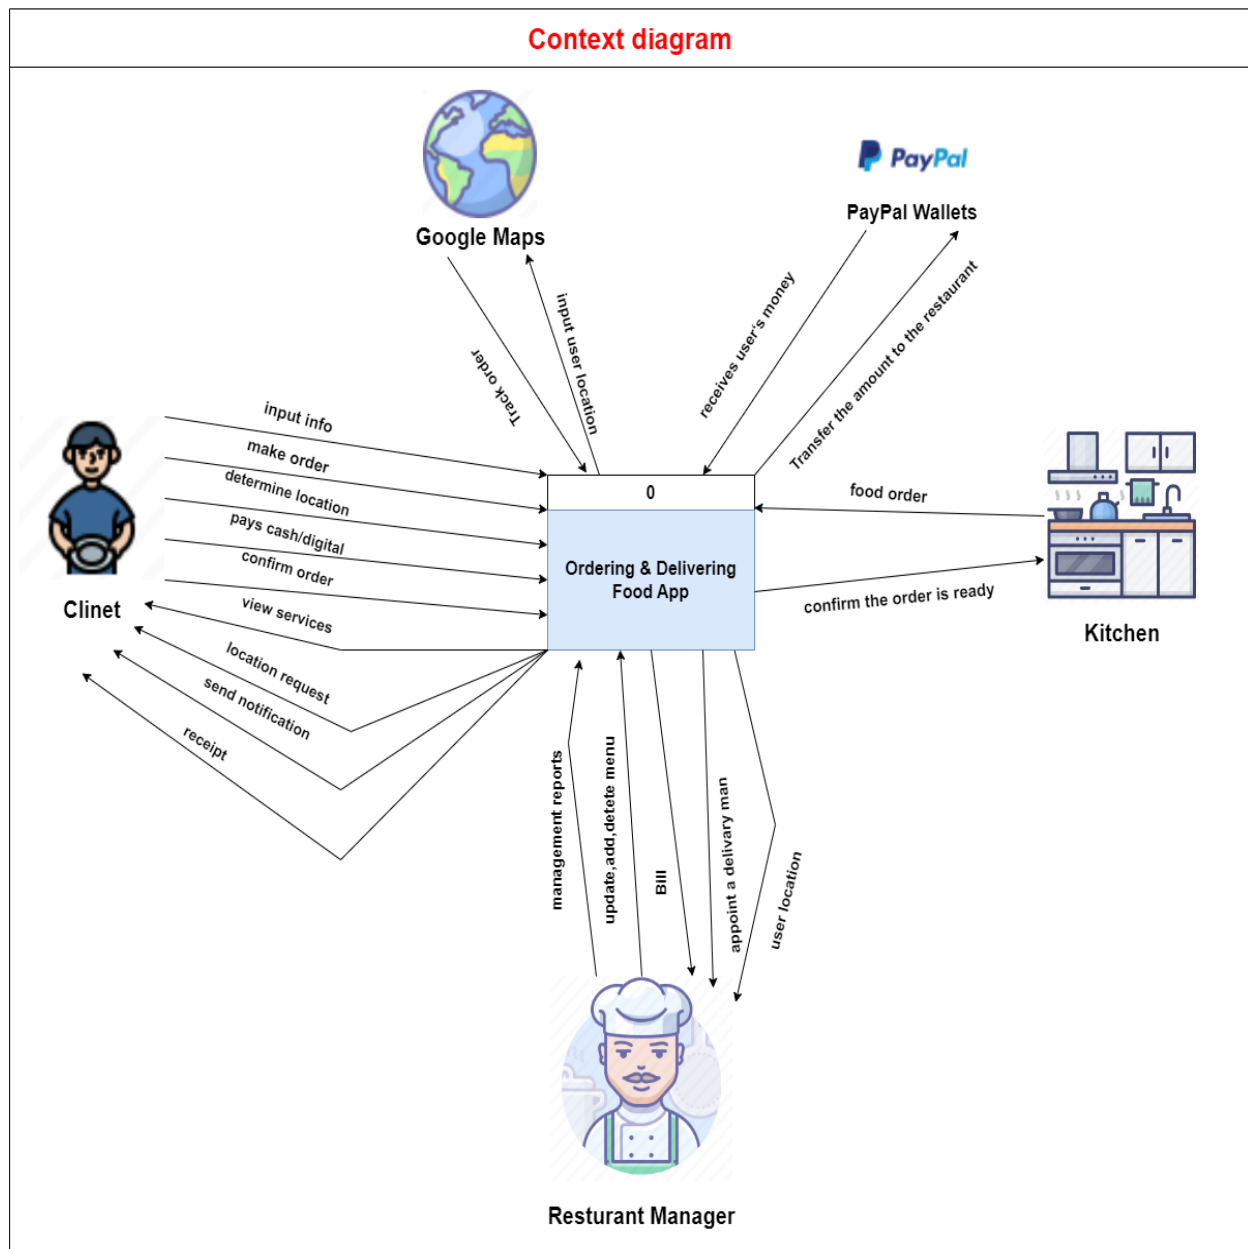 Context diagram
PayPal
Google Maps
PayPal Wallets
Track order
input user location
receives user's money
Transfer the amount to the restaurant
input info
make order
determine location
pays cash/digital
confirm order
view services
location request
send notification
receipt
Clinet
0
Ordering & Delivering
Food App
food order
confirm the order is ready
Kitchen
management reports
update,add,detete menu
Bill
appoint a delivary man
user location
Resturant Manager